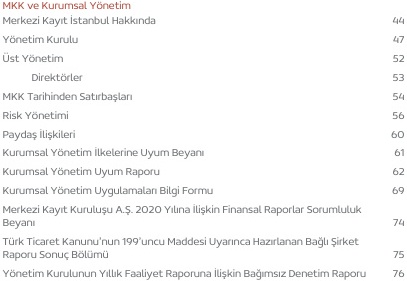 MKK ve Kurumsal Yönetim
Merkezi Kayıt İstanbul Hakkında 44
Yönetim Kurulu 47
Üst Yönetim 52
Direktörler 53
MKK Tarihinden Satırbaşları 54
Risk Yönetimi 56
Paydaş İlişkileri 60
Kurumsal Yönetim İlkelerine Uyum Beyanı 61
Kurumsal Yönetim Uyum Raporu 62
Kurumsal Yönetim Uygulamaları Bilgi Formu 69
Merkezi Kayıt Kuruluşu A.Ş. 2020 Yılına İlişkin Finansal Raporlar Sorumluluk
Beyanı 74
Türk Ticaret Kanunu'nun 199'uncu Maddesi Uyarınca Hazırlanan Bağlı Şirket
Raporu Sonuç Bölümü 75
Yönetim Kurulunun Yıllık Faaliyet Raporuna İlişkin Bağımsız Denetim Raporu 76